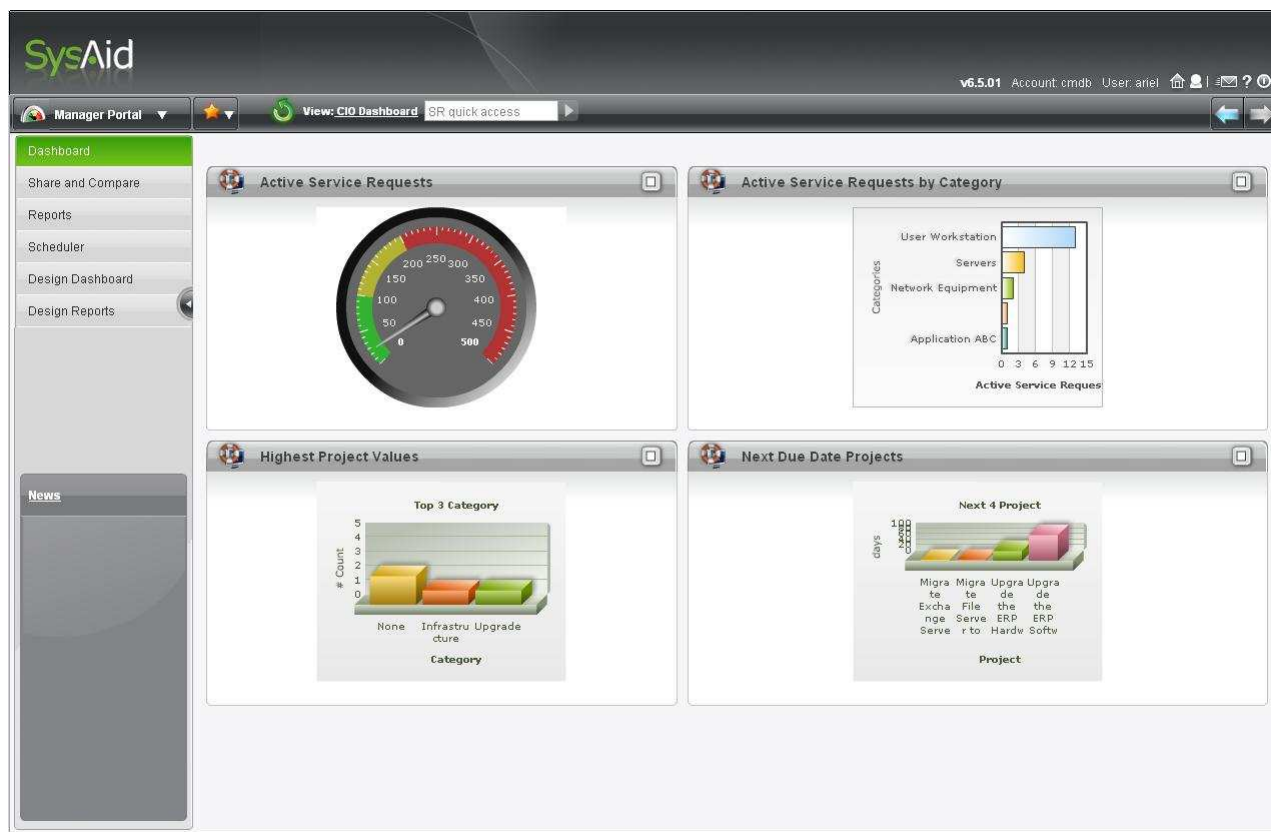 SysAid
v6.5.01 Account: cmdb User: ariel
Manager Portal
View: CIO Dashboard
SR quick access
Dashboard
Share and Compare
Reports
Scheduler
Design Dashboard
Design Reports
News
Active Service Requests
0
50
100
150
200
250
300
350
400
450
500
Active Service Requests by Category
Categories
User Workstation
Servers
Network Equipment
Application ABC
0 3 6 9 12 15
Active Service Reques
Highest Project Values
Top 3 Category
# Count
5
4
3
2
1
0
None Infrastru Upgrade
cture
Category
Next Due Date Projects
Next 4 Project
days
100
0
Migra Migra Upgra Upgra
te te de de
Excha File the the
nge Serve ERP ERP
Serve r to Hardw Softw
Project